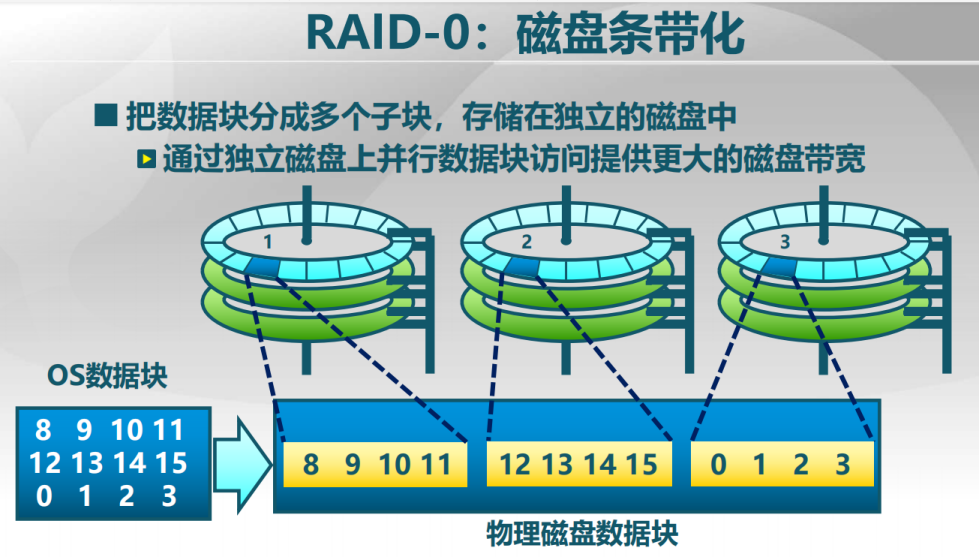 RAID-0：磁盘条带化
把数据块分成多个子块，存储在独立的磁盘中
通过独立磁盘上并行数据块访问提供更大的磁盘带宽
1 2 3
OS数据块
8 9 10 11
12 13 14 15
0 1 2 3
8 9 10 11 12 13 14 15 0 1 2 3
物理磁盘数据块